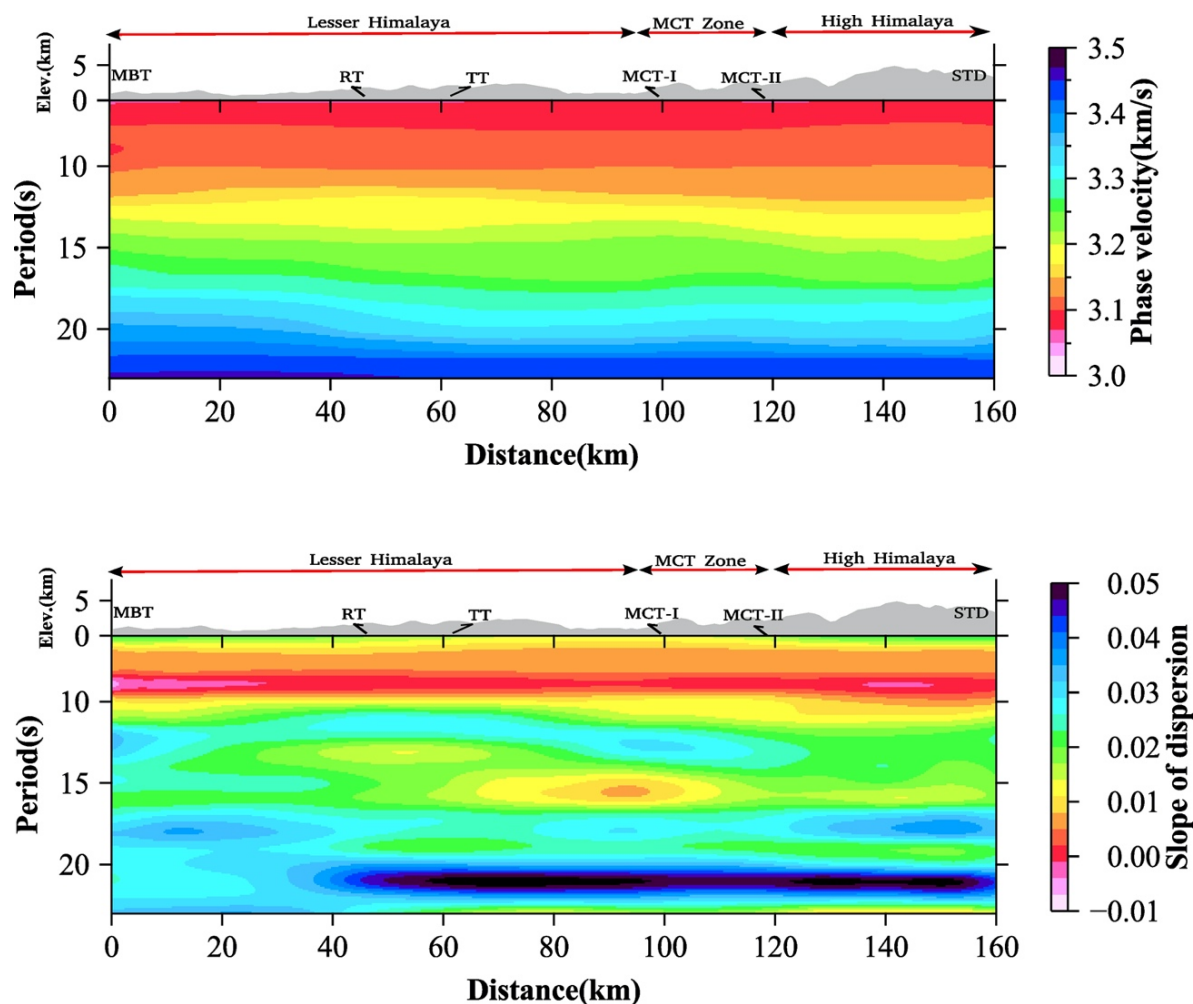 Lesser Himalaya MCT Zone High Himalaya
Elev.(km)
5
0
MBT RT TT MCT-I MCT-II STD
Period(s)
10
15
20
0 20 40 60 80 100 120 140 160
Distance(km)
3.5
3.4
3.3
3.2
3.1
3.0
Phase velocity(km/s)
Lesser Himalaya MCT Zone High Himalaya
Elev.(km)
5
0
MBT RT TT MCT-I MCT-II STD
Period(s)
10
15
20
0 20 40 60 80 100 120 140 160
Distance(km)
0.05
0.04
0.03
0.02
0.01
0.00
−0.01
Slope of dispersion